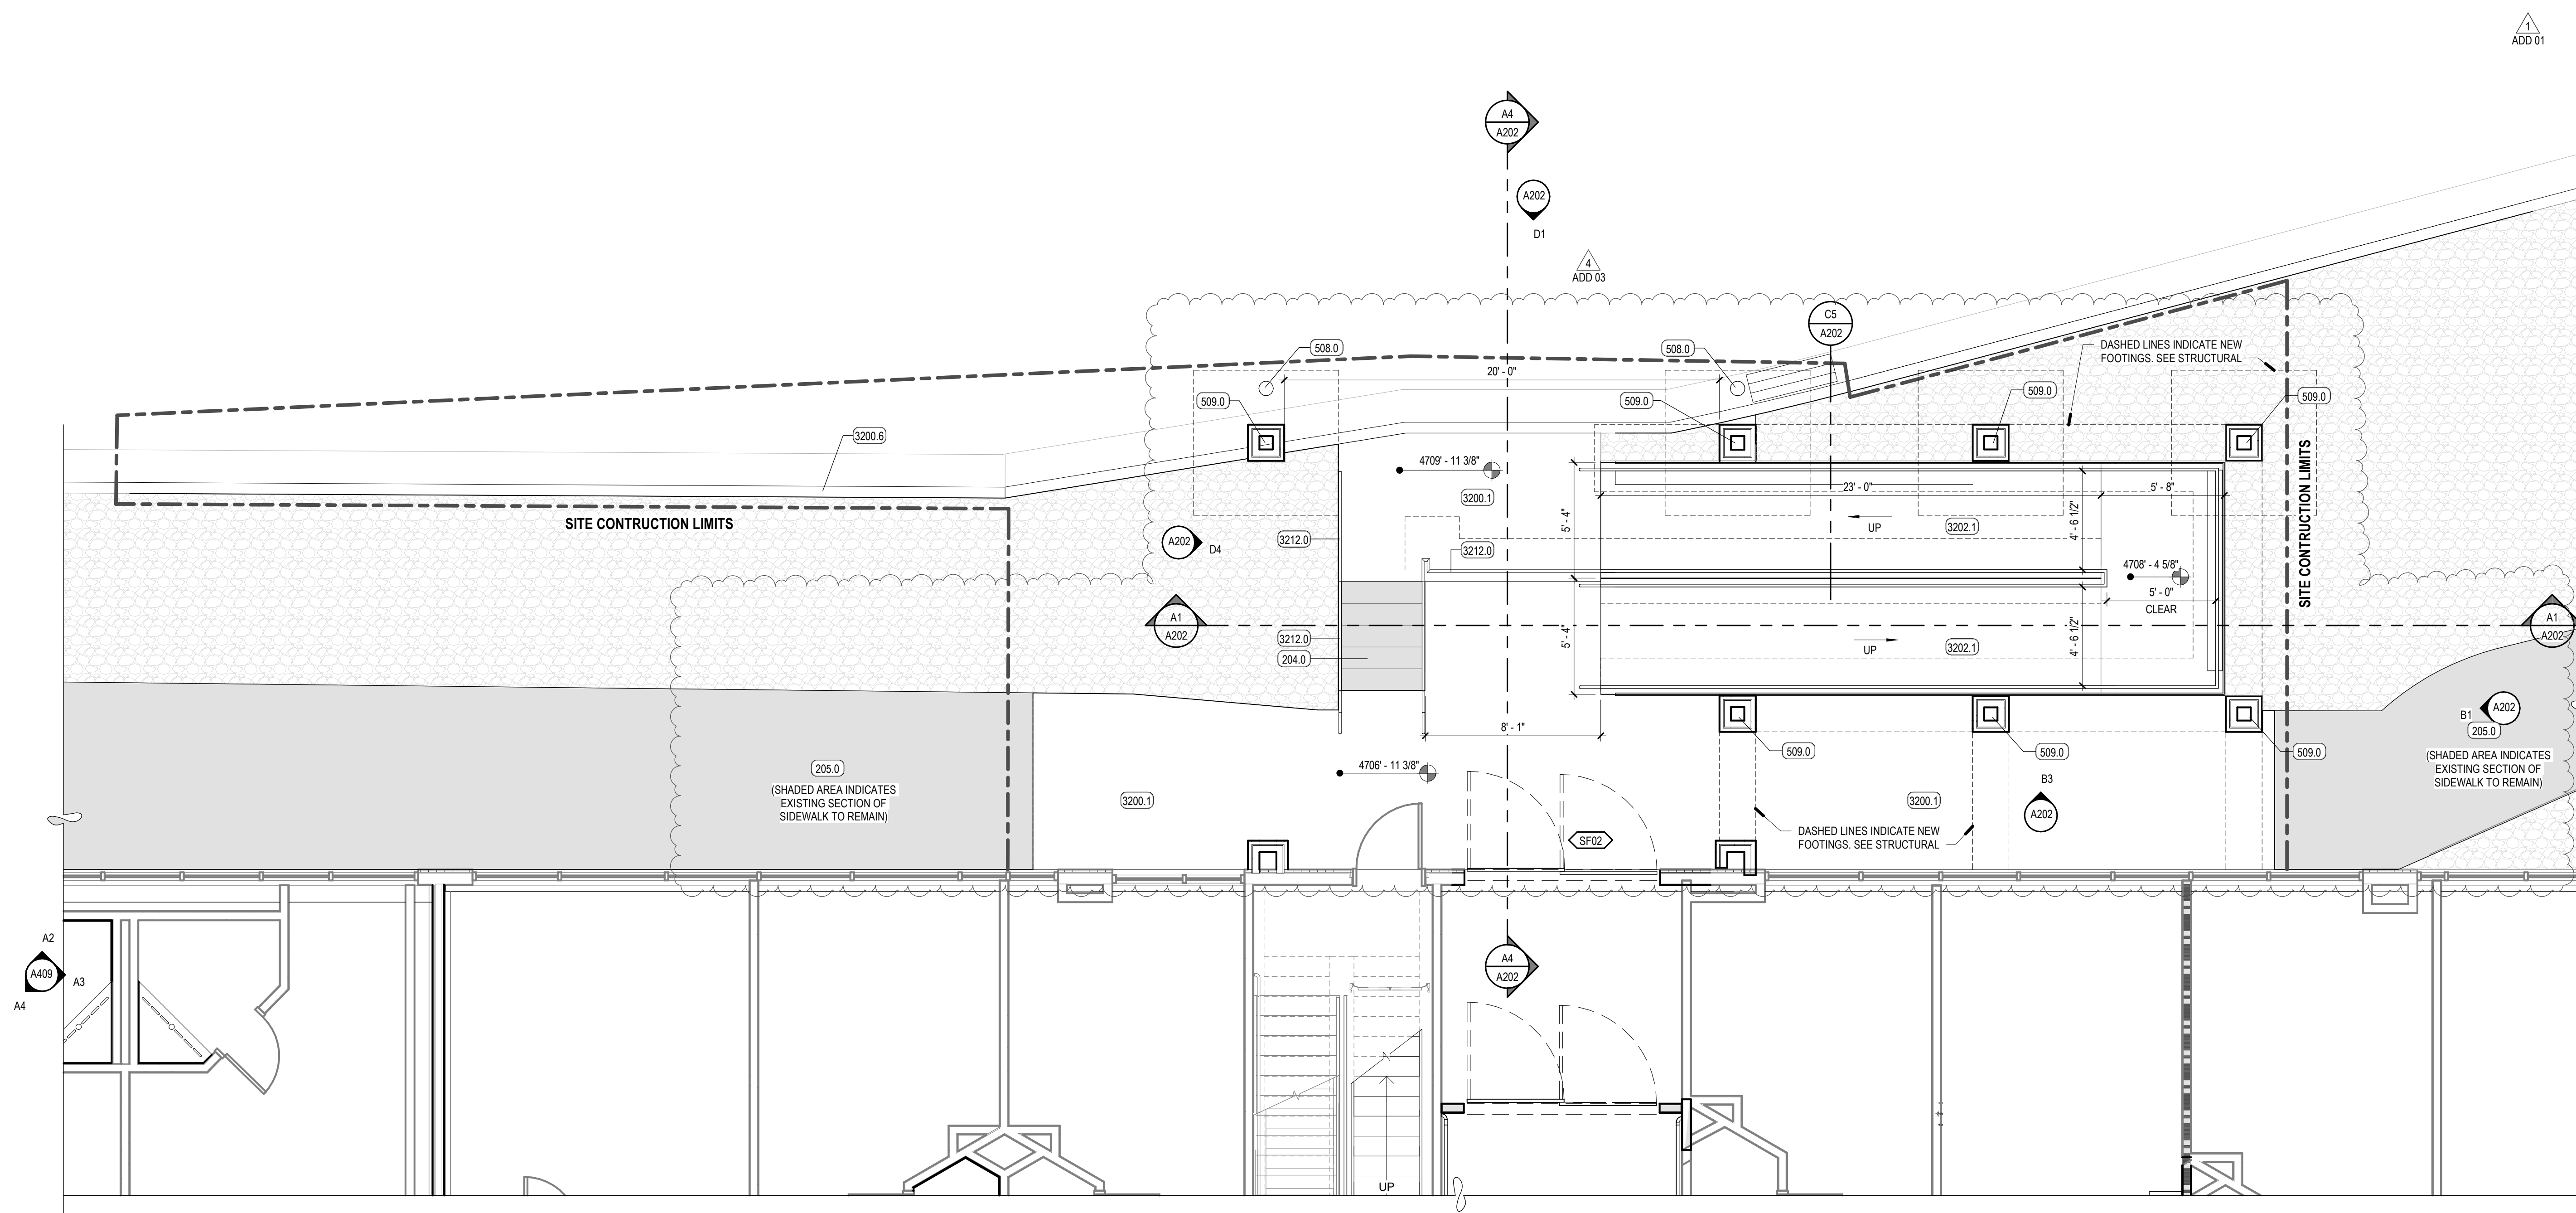 1
ADD 01
A4
A202
A202
D1
4
ADD 03
C5
A202
508.0
508.0
DASHED LINES INDICATE NEW
FOOTINGS. SEE STRUCTURAL
20' - 0"
509.0
509.0
509.0
509.0
3200.6
4709' - 11 3/8"
3200.1
23' - 0"
5' - 8"
SITE CONTRUCTION LIMITS
SITE CONTRUCTION LIMITS
5' - 4"
4' - 6 1/2"
UP
3202.1
3212.0
A202
D4
3212.0
4708' - 4 5/8"
5' - 0"
CLEAR
A1
A202
A1
A202
3212.0
204.0
5' - 4"
4' - 6 1/2"
UP
3202.1
8' - 1"
B1
A202
205.0
(SHADED AREA INDICATES
EXISTING SECTION OF
SIDEWALK TO REMAIN)
509.0
509.0
509.0
4706' - 11 3/8"
205.0
(SHADED AREA INDICATES
EXISTING SECTION OF
SIDEWALK TO REMAIN)
3200.1
3200.1
B3
A202
SF02
DASHED LINES INDICATE NEW
FOOTINGS. SEE STRUCTURAL
A2
A409
A3
A4
A4
A202
UP